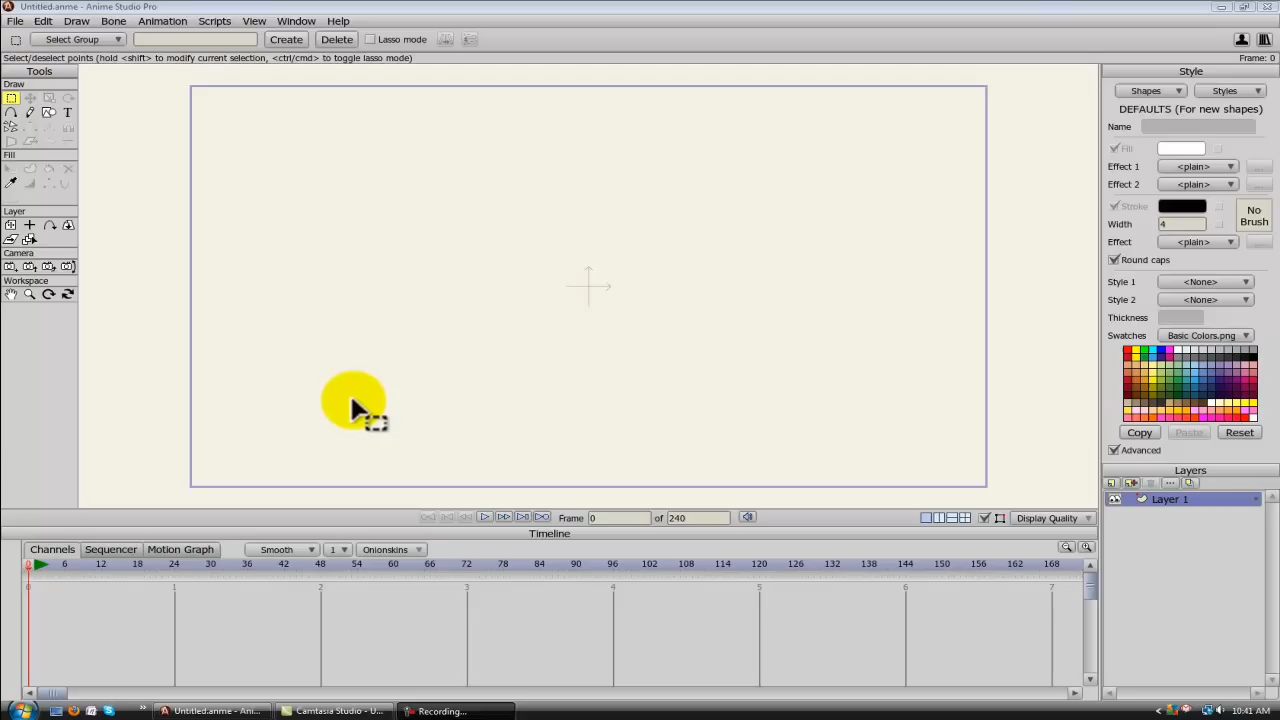 Untitled.anme - Anime Studio Pro
File Edit Draw Bone Animation Scripts View Window Help
Select Group Create Delete Lasso mode
Select/deselect points (hold <shift> to modify current selection, <ctrl/cmd> to toggle lasso mode) Frame: 0
Tools
Draw
T
Fill
Layer
Camera
Workspace
Style
Shapes Styles
DEFAULTS (For new shapes)
Name
Fill
Effect 1 <plain> ...
Effect 2 <plain> ...
Stroke
No Brush
Width 4
Effect <plain> ...
Round caps
Style 1 <None>
Style 2 <None>
Thickness
Swatches Basic Colors.png
Copy Paste Reset
Advanced
Layers
Layer 1
Frame 0 of 240 Display Quality
Timeline
Channels Sequencer Motion Graph Smooth 1 Onionskins
0 6 12 18 24 30 36 42 48 54 60 66 72 78 84 90 96 102 108 114 120 126 132 138 144 150 156 162 168
0 1 2 3 4 5 6 7
Untitled.anme - Ani... Camtasia Studio - U... Recording... 10:41 AM